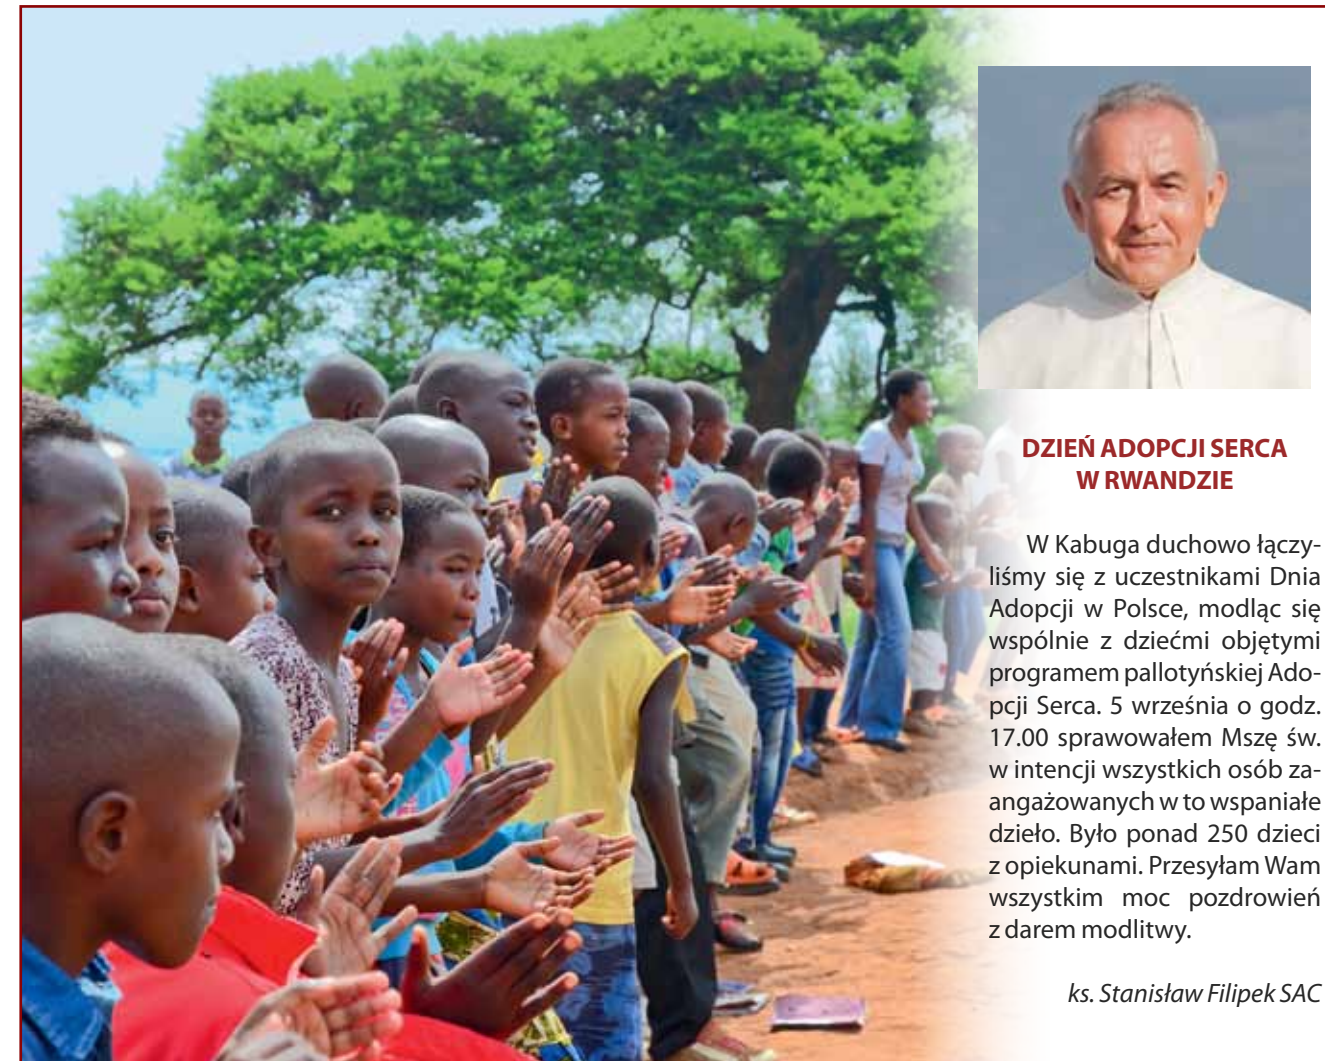 DZIEŃ ADOPCJI SERCA
W RWANDZIE
W Kabuga duchowo łączy-
liśmy się z uczestnikami Dnia
Adopcji w Polsce, modląc się
wspólnie z dziećmi objętymi
programem pallotyńskiej Ado-
pcji Serca. 5 września o godz.
17.00 sprawowałem Mszę św.
w intencji wszystkich osób za-
angażowanych w to wspaniałe
dzieło. Było ponad 250 dzieci
z opiekunami. Przesyłam Wam
wszystkim moc pozdrowień
z darem modlitwy.
ks. Stanisław Filipek SAC